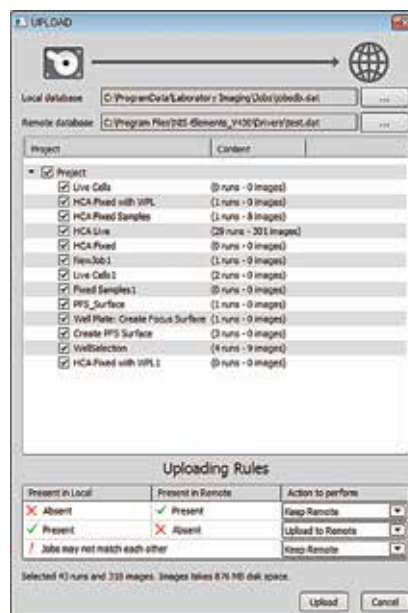 UPLOAD
Local database C:\ProgramData\Laboratory Imaging\Jobs\jobsdb.dat ...
Remote database C:\Program Files\NIS-Elements_V430\Drivers\test.dat ...
Project Content
Project
Live Cells (0 runs - 0 images)
HCA-Fixed with WPL (1 runs - 0 images)
HCA-Fixed Samples (1 runs - 8 images)
HCA-Live (29 runs - 301 images)
HCA-Fixed (0 runs - 0 images)
NewJob1 (1 runs - 0 images)
Live Cells1 (2 runs - 0 images)
Fixed Samples1 (0 runs - 0 images)
PFS_Surface (1 runs - 0 images)
Well Plate: Create Focus Surface (1 runs - 0 images)
Create PFS Surface (3 runs - 0 images)
WellSelection (4 runs - 9 images)
HCA-Fixed with WPL1 (0 runs - 0 images)
Uploading Rules
Present in Local Present in Remote Action to perform
Absent Present Keep Remote
Present Absent Upload to Remote
! Jobs may not match each other Keep Remote
Selected 43 runs and 318 images. Images takes 876 MB disk space.
Upload Cancel